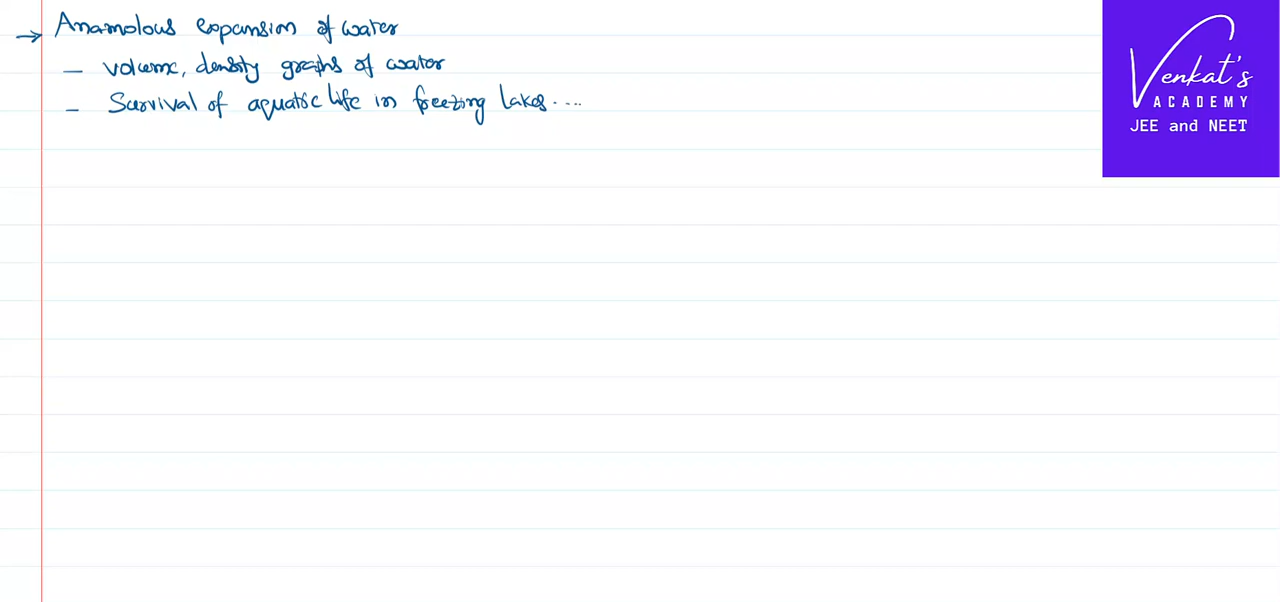 → Anamolous expansion of water
– volume, density graphs of water
– Survival of aquatic life in freezing lakes....
Venkat's
ACADEMY
JEE and NEET